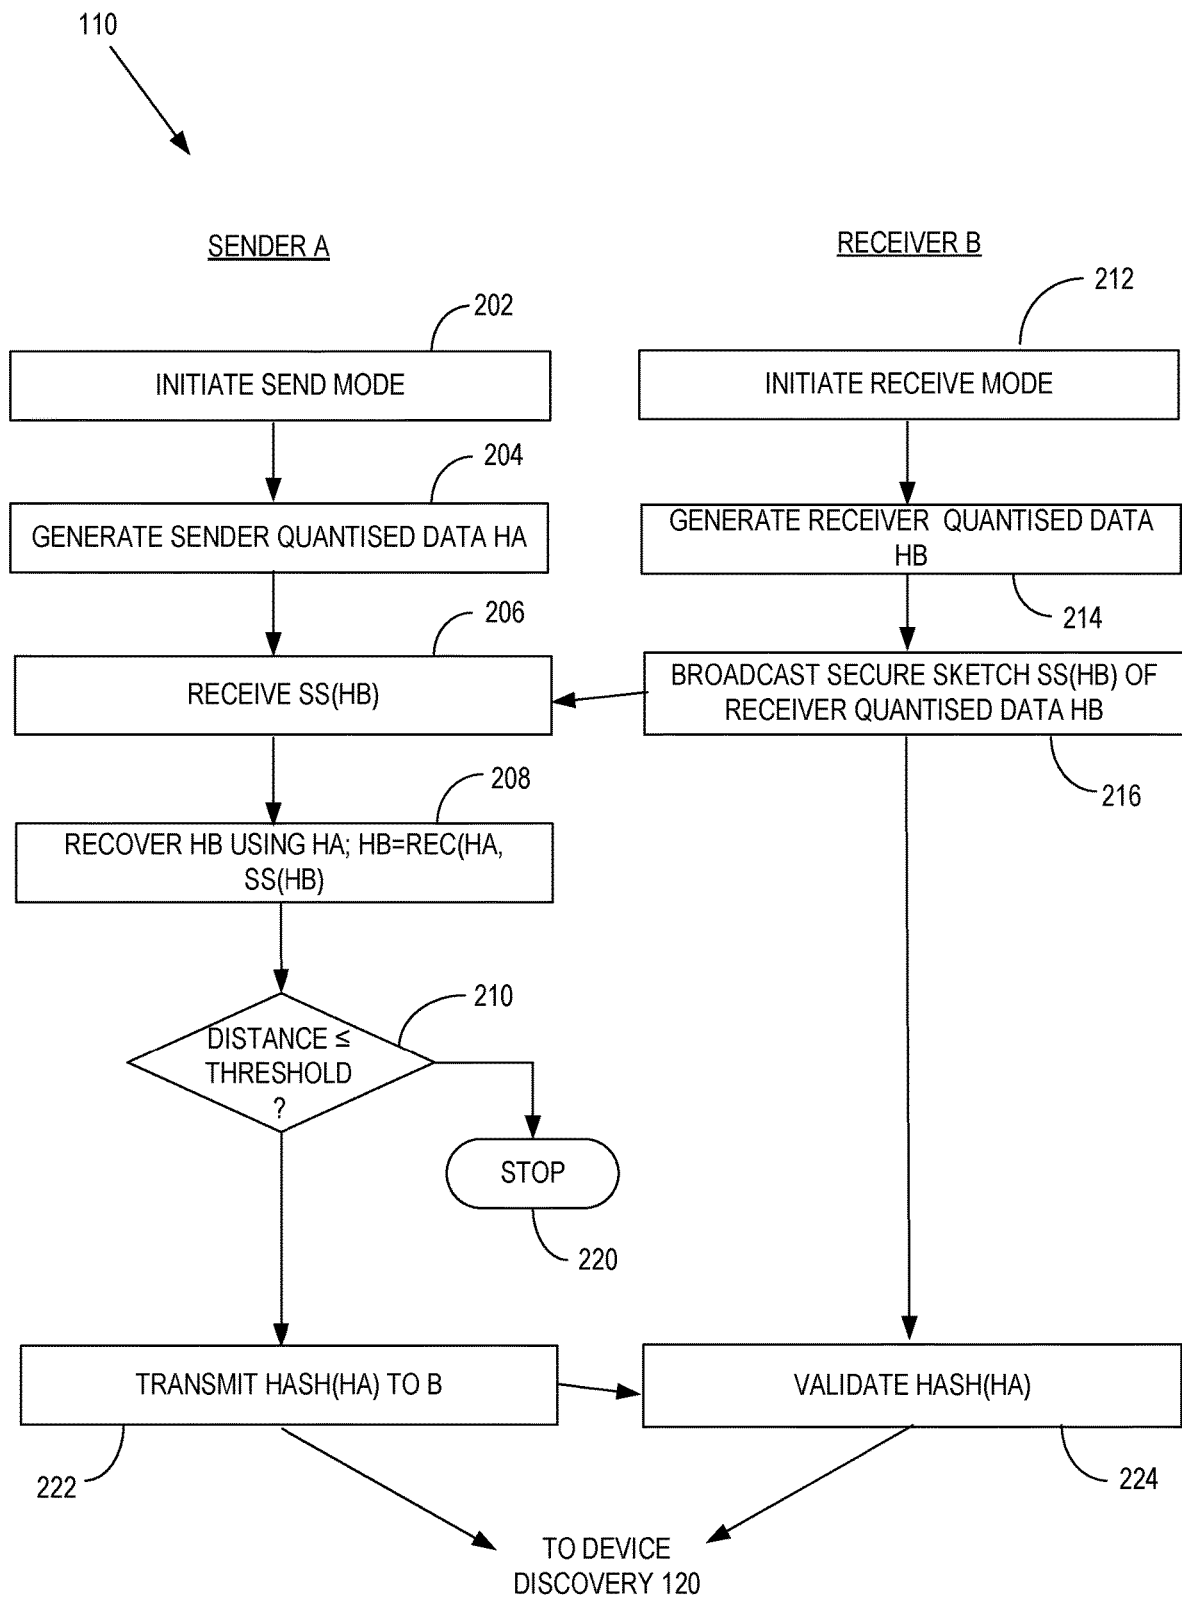 110
SENDER A
RECEIVER B
202
212
INITIATE SEND MODE
INITIATE RECEIVE MODE
204
GENERATE SENDER QUANTISED DATA HA
GENERATE RECEIVER QUANTISED DATA
HB
206
214
RECEIVE SS(HB)
BROADCAST SECURE SKETCH SS(HB) OF
RECEIVER QUANTISED DATA HB
208
216
RECOVER HB USING HA; HB=REC(HA,
SS(HB)
210
DISTANCE ≤
THRESHOLD
?
STOP
220
TRANSMIT HASH(HA) TO B
VALIDATE HASH(HA)
222
224
TO DEVICE
DISCOVERY 120